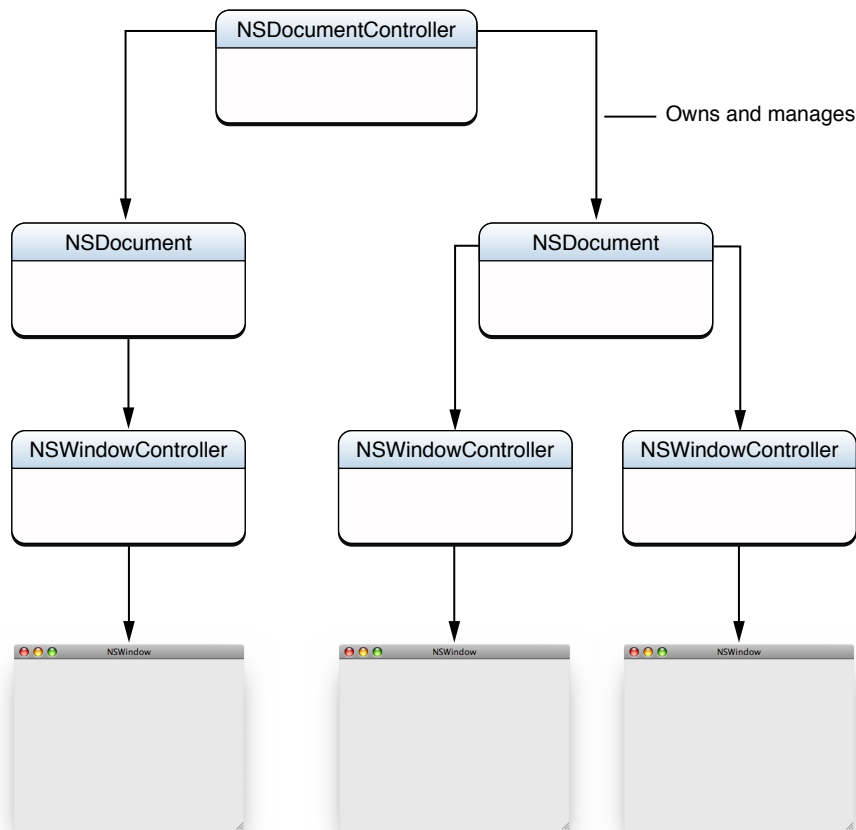 NSDocumentController
Owns and manages
NSDocument
NSDocument
NSWindowController
NSWindowController
NSWindowController
NSWindow
NSWindow
NSWindow